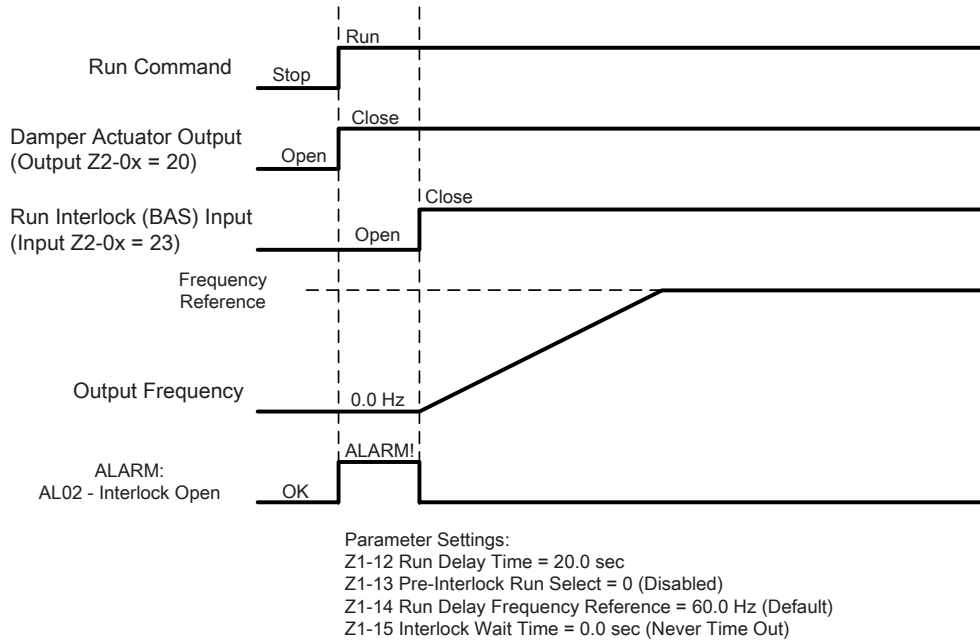 Run
Run Command
Stop
Close
Damper Actuator Output
(Output Z2-0x = 20)
Open
Close
Run Interlock (BAS) Input
(Input Z2-0x = 23)
Open
Frequency
Reference
Output Frequency
0.0 Hz
ALARM!
ALARM:
AL02 - Interlock Open
OK
Parameter Settings:
Z1-12 Run Delay Time = 20.0 sec
Z1-13 Pre-Interlock Run Select = 0 (Disabled)
Z1-14 Run Delay Frequency Reference = 60.0 Hz (Default)
Z1-15 Interlock Wait Time = 0.0 sec (Never Time Out)